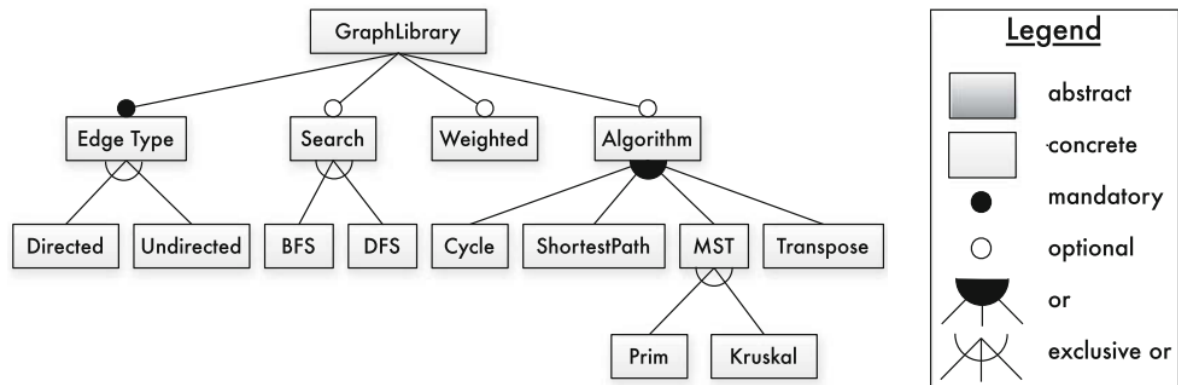 GraphLibrary
Edge Type
Search
Weighted
Algorithm
Directed
Undirected
BFS
DFS
Cycle
ShortestPath
MST
Transpose
Prim
Kruskal
Legend
abstract
concrete
mandatory
optional
or
exclusive or